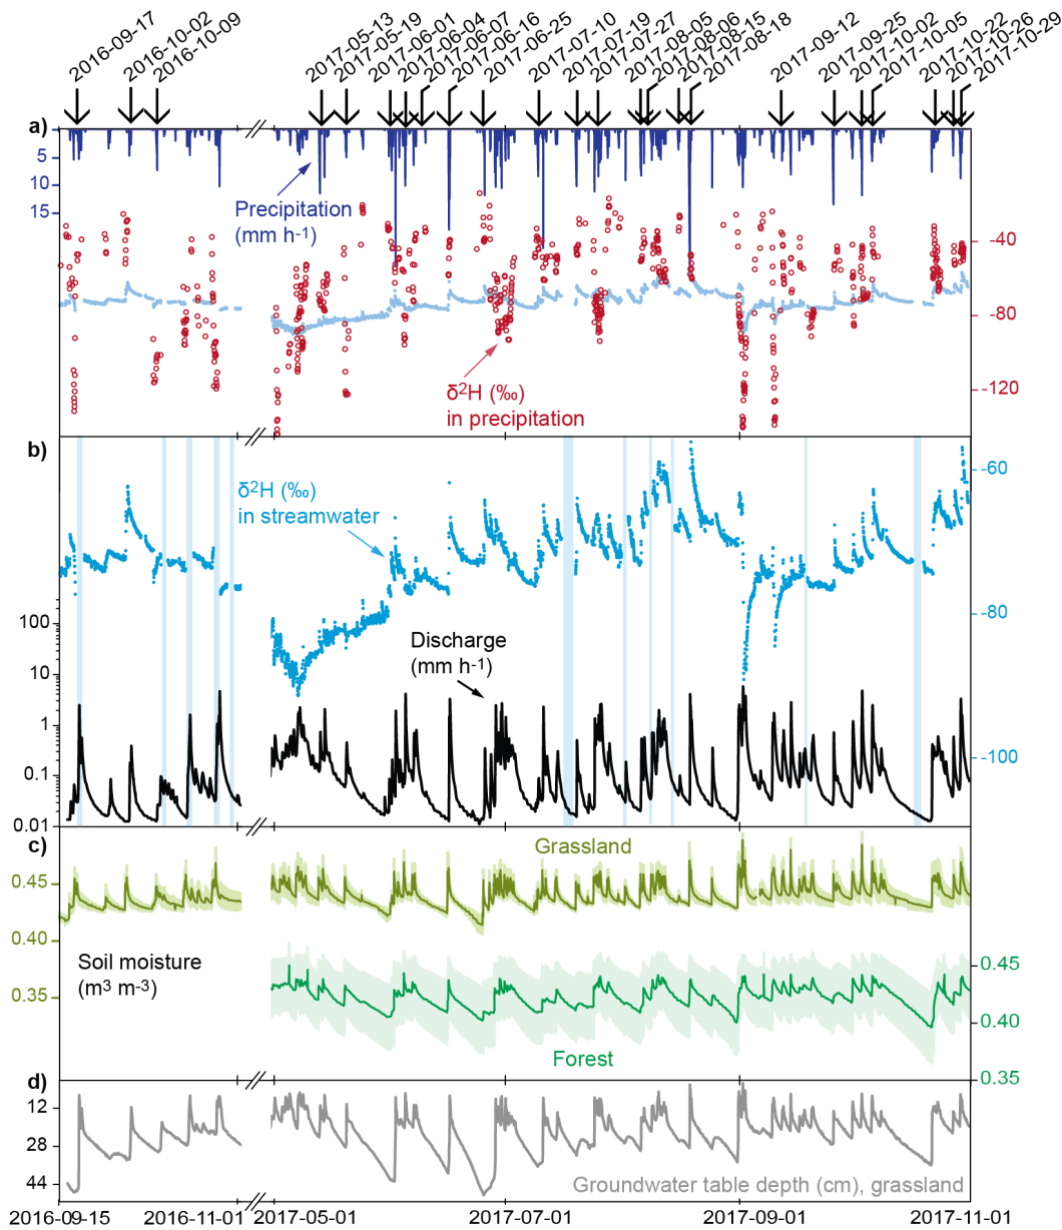 2016-09-17
2016-10-02
2016-10-09
2017-05-13
2017-05-19
2017-06-01
2017-06-04
2017-06-07
2017-06-16
2017-06-25
2017-07-10
2017-07-19
2017-07-27
2017-08-05
2017-08-06
2017-08-15
2017-08-18
2017-09-12
2017-09-25
2017-10-02
2017-10-05
2017-10-22
2017-10-26
2017-10-29
a)
5
10
15
Precipitation
(mm h-1)
-40
-80
-120
δ²H (‰)
in precipitation
b)
δ²H (‰)
in streamwater
-60
-80
-100
100
10
1
0.1
0.01
Discharge
(mm h-1)
c)
Grassland
0.45
0.40
0.35
Soil moisture
(m³ m-³)
0.45
0.40
0.35
Forest
d)
12
28
44
Groundwater table depth (cm), grassland
2016-09-15 2016-11-01 2017-05-01 2017-07-01 2017-09-01 2017-11-01